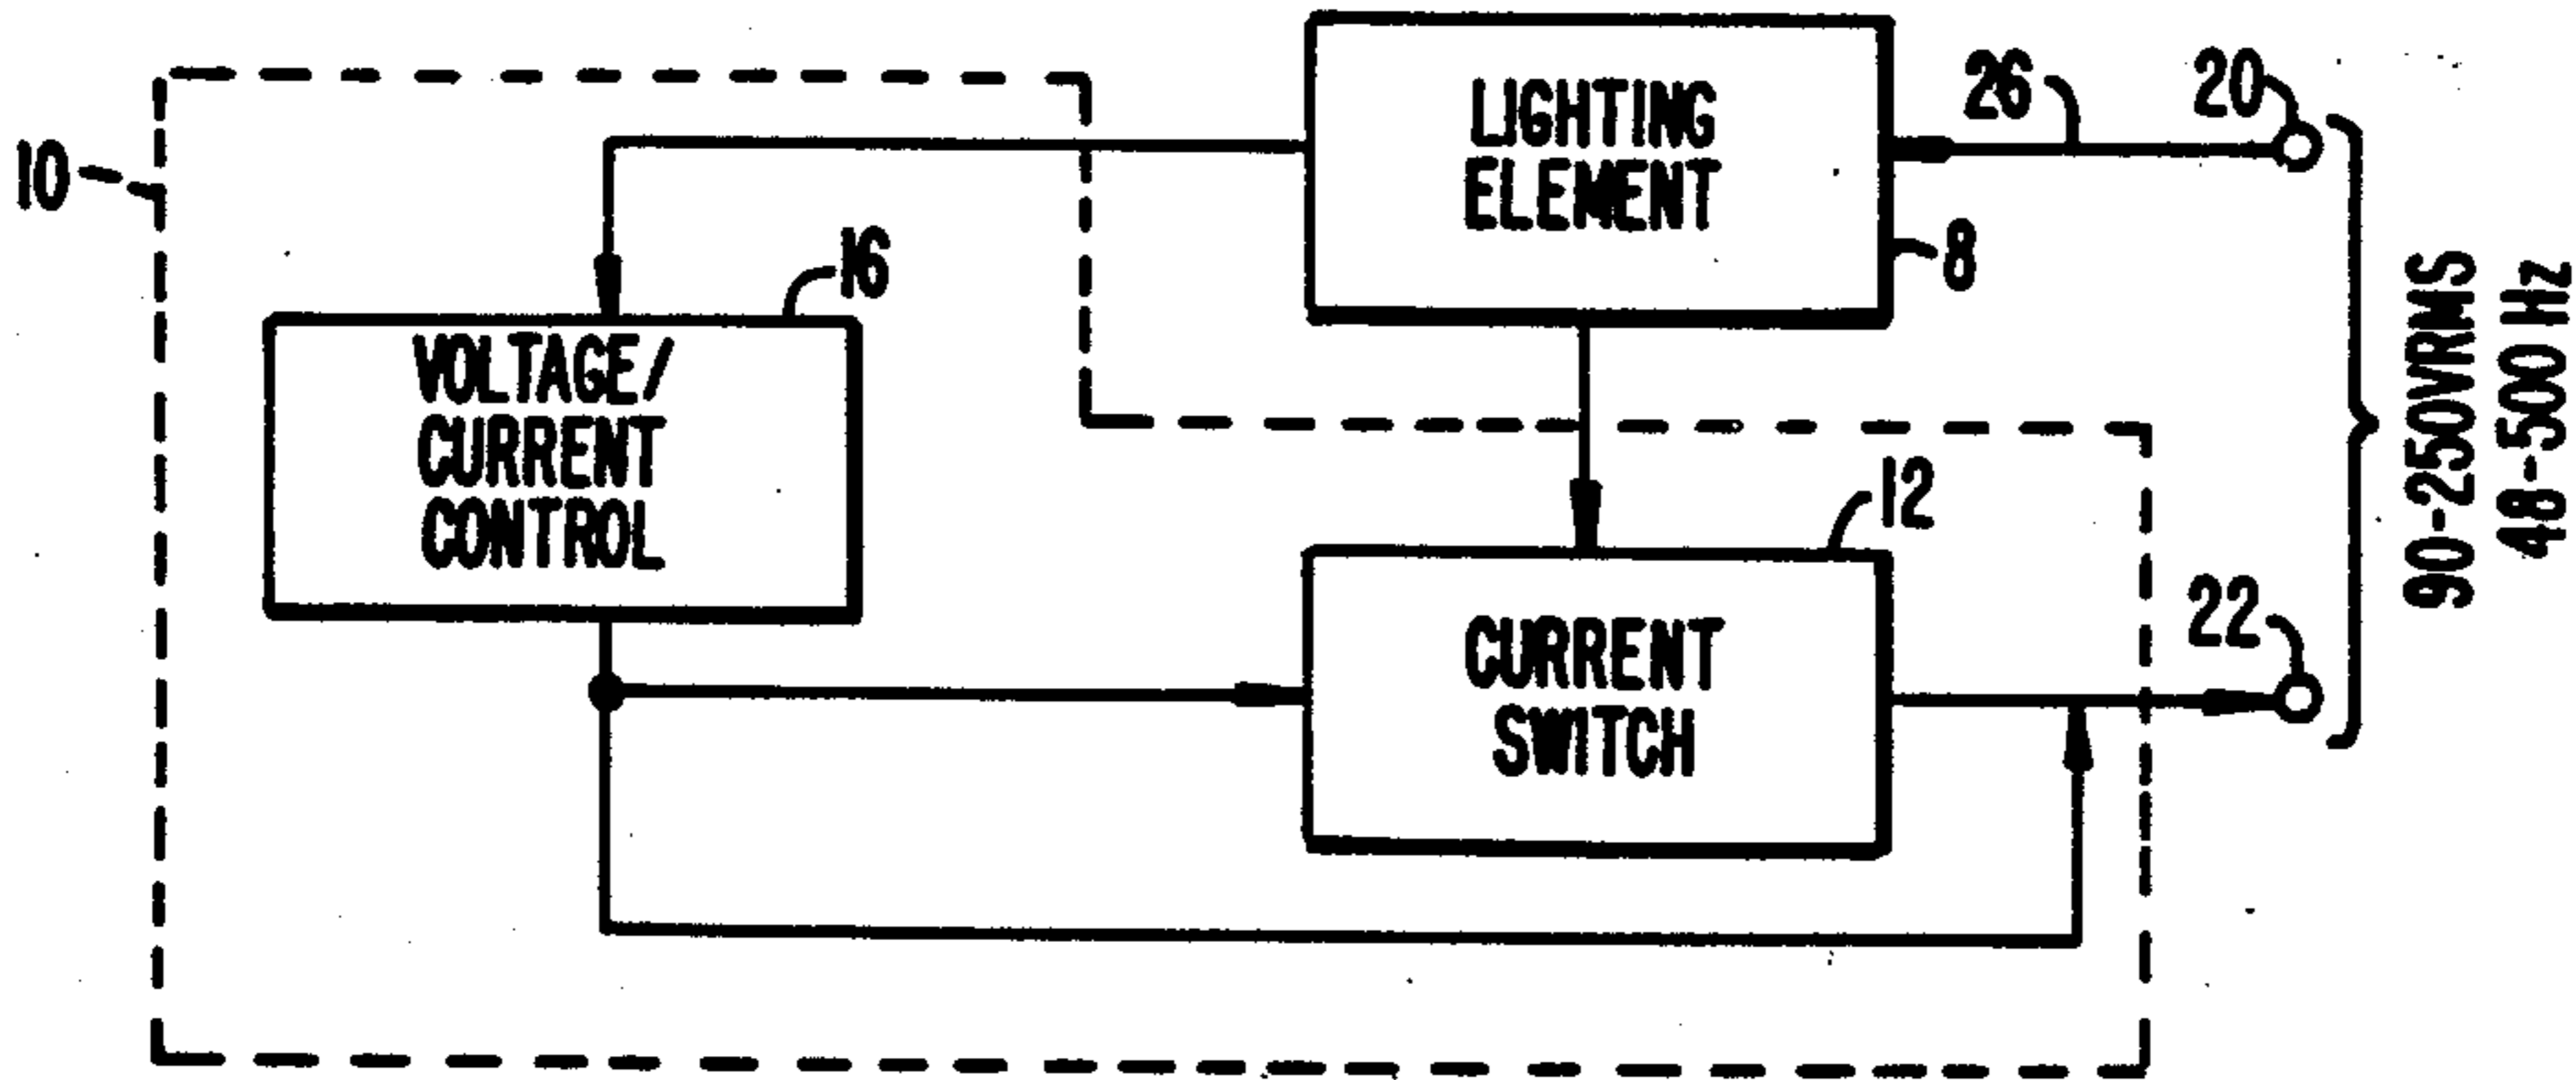 10
LIGHTING
ELEMENT
26
20
8
16
VOLTAGE/
CURRENT
CONTROL
12
CURRENT
SWITCH
22
90-250VRMS
48-500 Hz